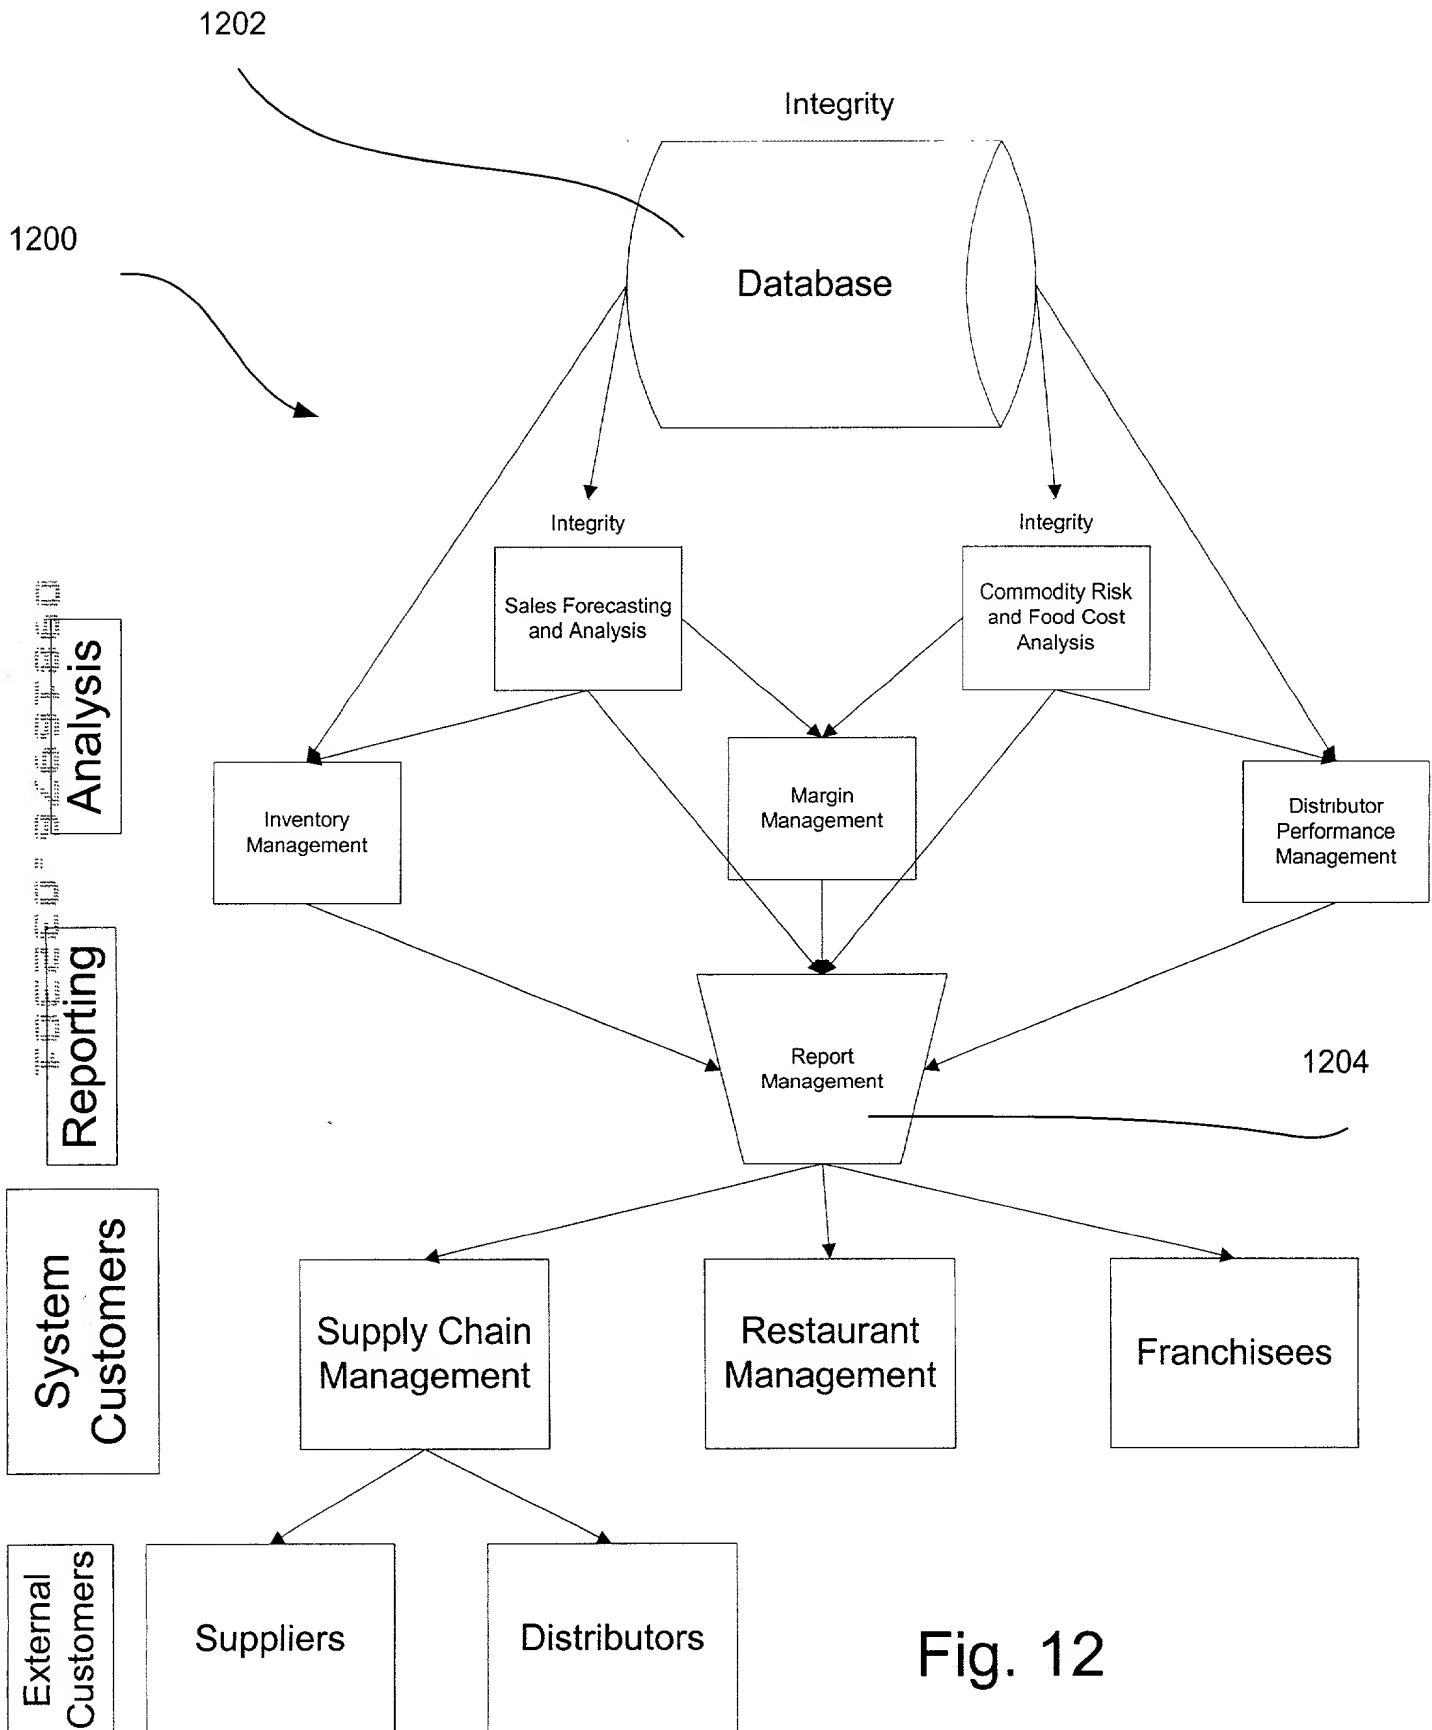 1202
Integrity
1200
Database
Integrity
Integrity
Sales Forecasting
and Analysis
Commodity Risk
and Food Cost
Analysis
Analysis
Inventory
Management
Margin
Management
Distributor
Performance
Management
Reporting
Report
Management
1204
System
Customers
Supply Chain
Management
Restaurant
Management
Franchisees
External
Customers
Suppliers
Distributors
Fig. 12